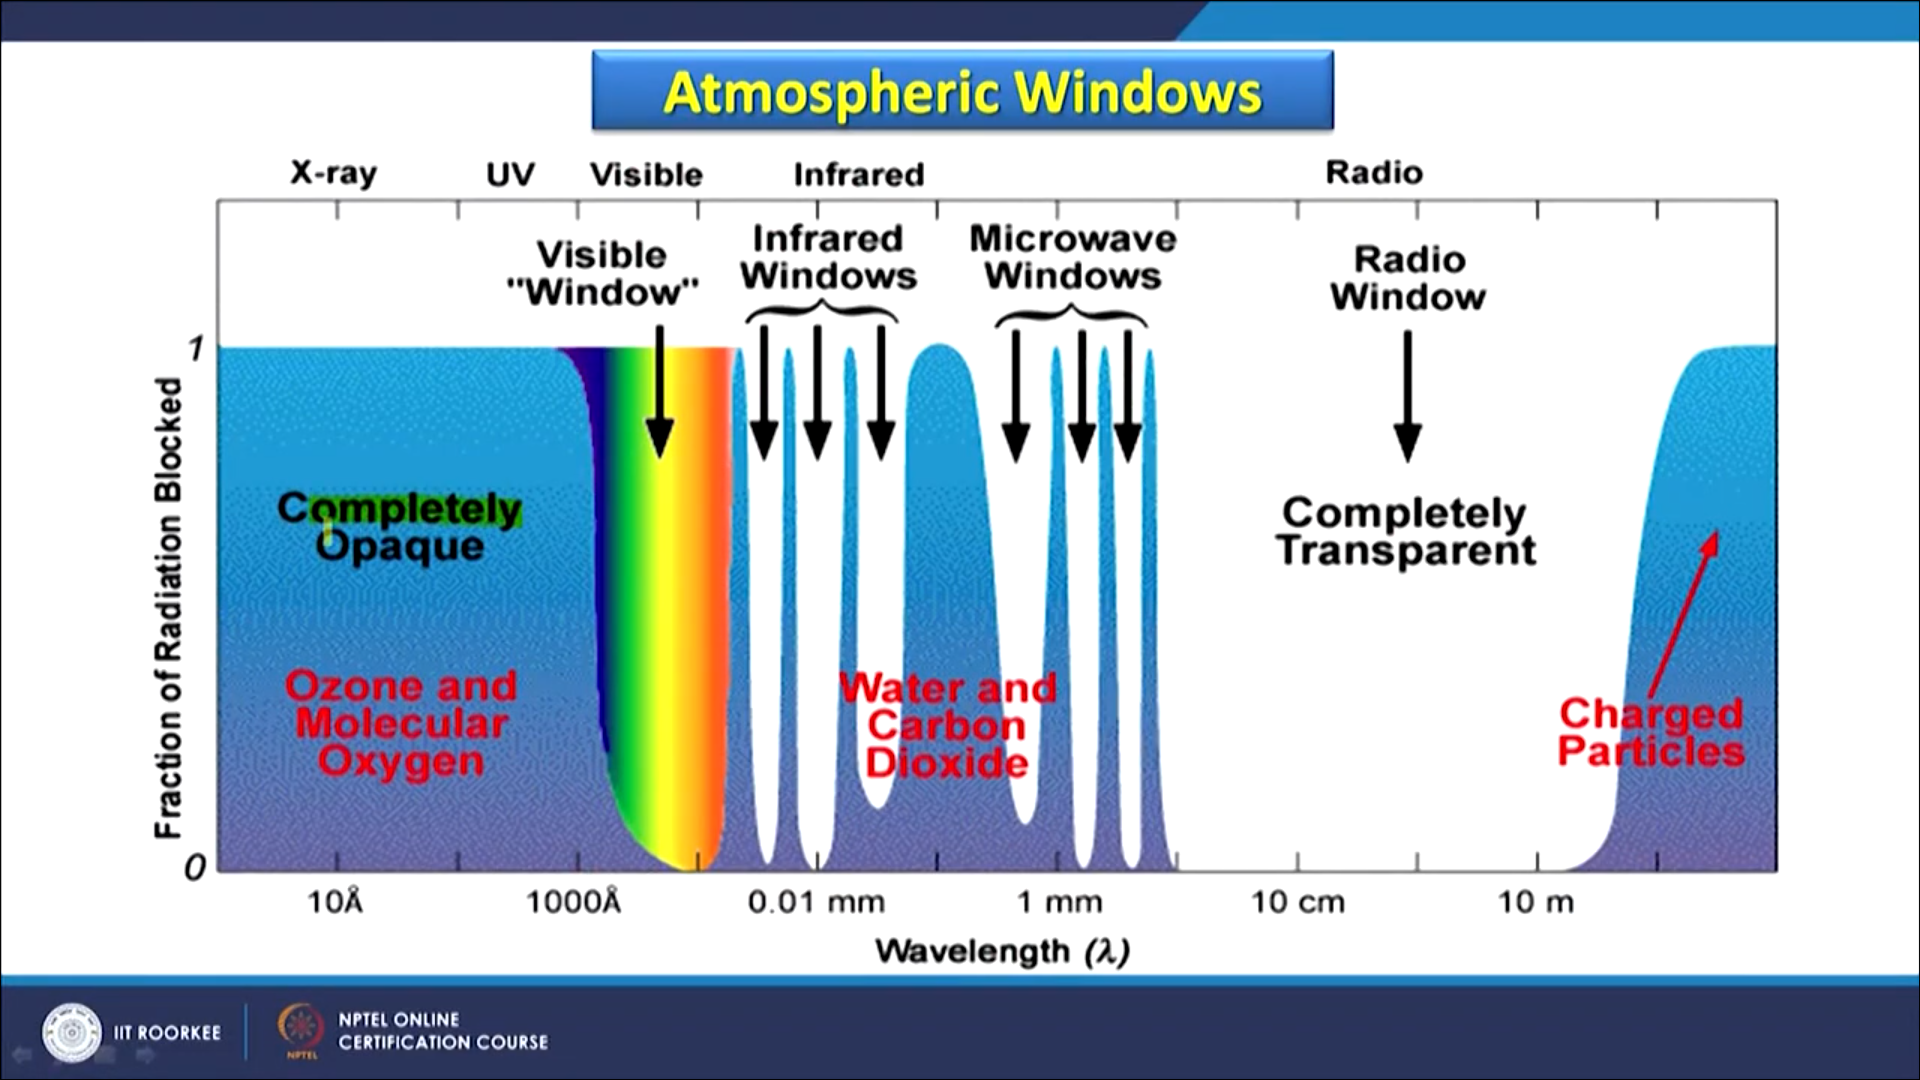 Atmospheric Windows
X-ray UV Visible Infrared Radio
Visible
"Window"
Infrared
Windows
Microwave
Windows
Radio
Window
1
Fraction of Radiation Blocked
Completely
Opaque
Completely
Transparent
Ozone and
Molecular
Oxygen
Water and
Carbon
Dioxide
Charged
Particles
0
10Å 1000Å 0.01 mm 1 mm 10 cm 10 m
Wavelength (λ)
IIT ROORKEE
NPTEL
NPTEL ONLINE
CERTIFICATION COURSE